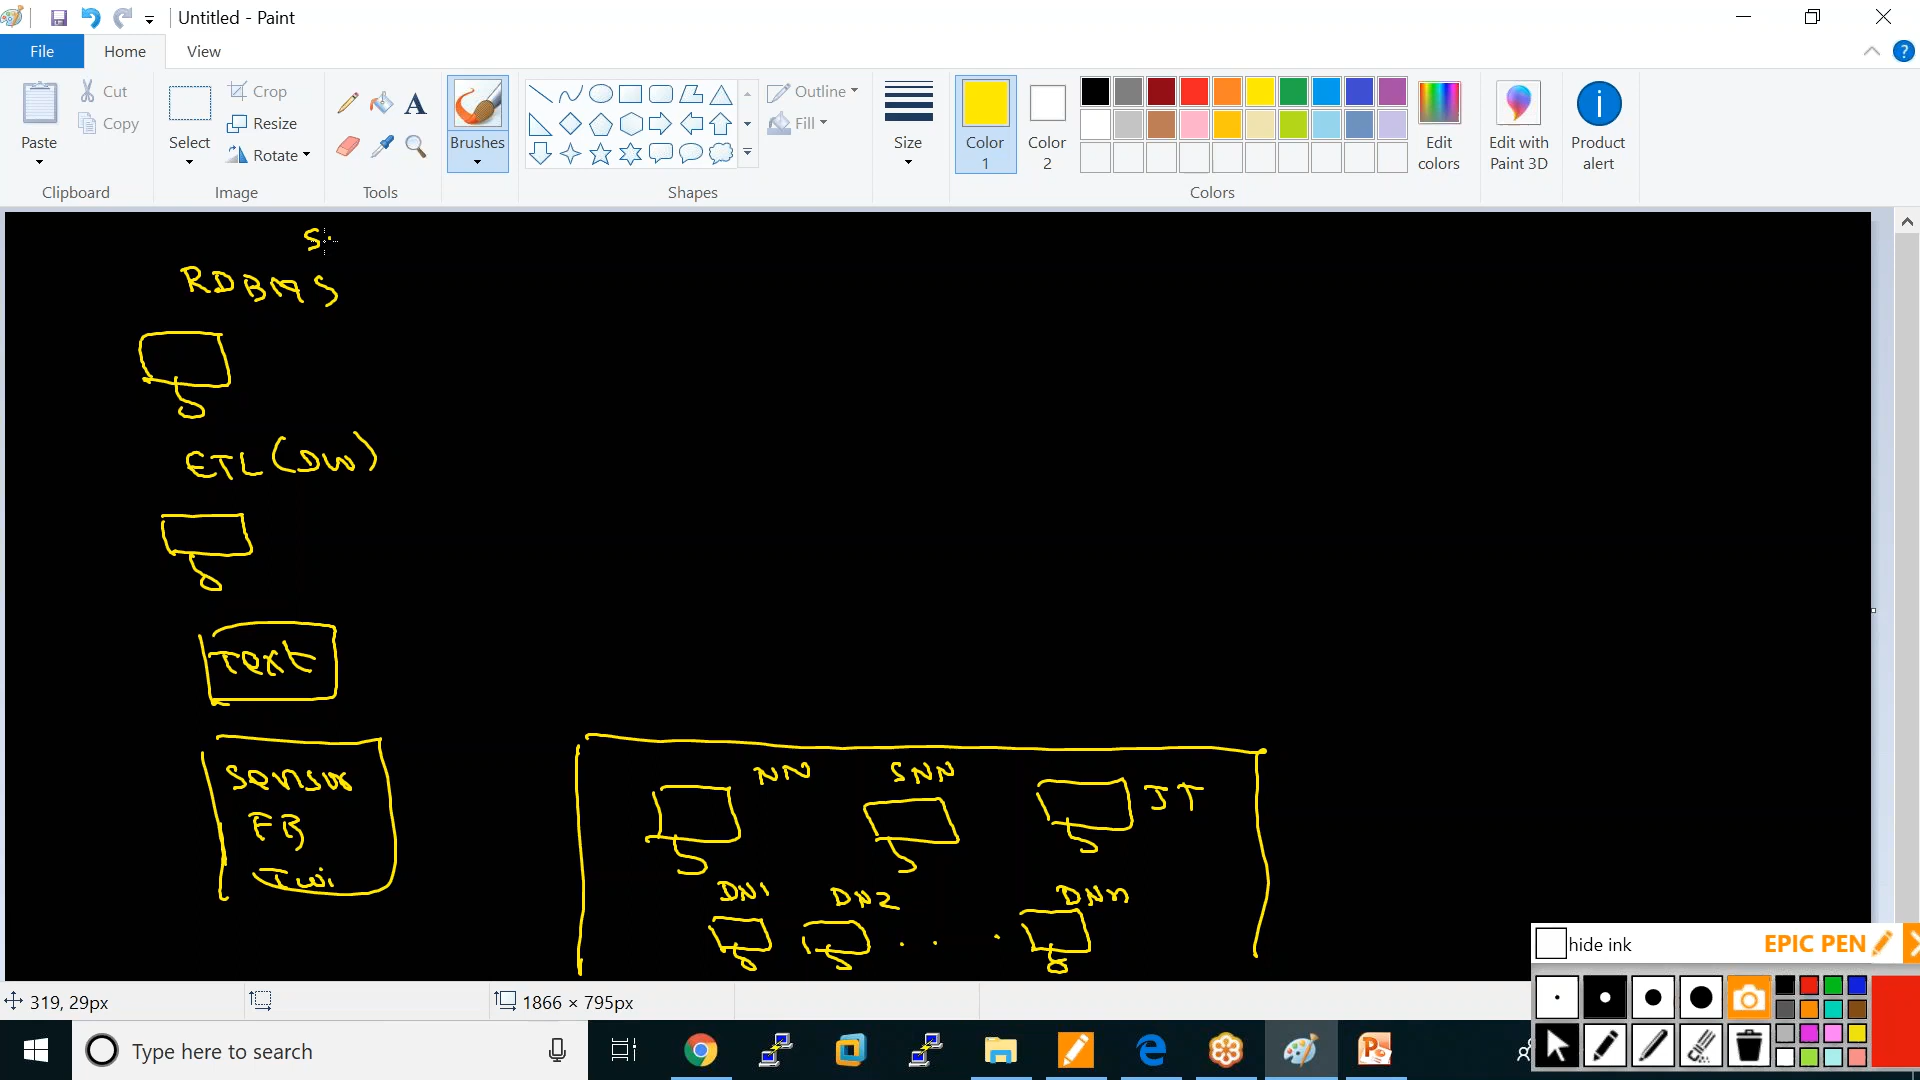 Untitled - Paint
File Home View
Paste Cut Copy Clipboard
Select Crop Resize Rotate Image
Tools
Brushes
Outline Fill Shapes
Size
Color 1 Color 2
Edit colors
Colors
Edit with Paint 3D
Product alert
S
RDBMS
ETL (DW)
Text
Sensor
FB
Twi
NN SNN JT
DN1 DN2 . . . DNn
hide ink EPIC PEN
319, 29px 1866 × 795px
Type here to search